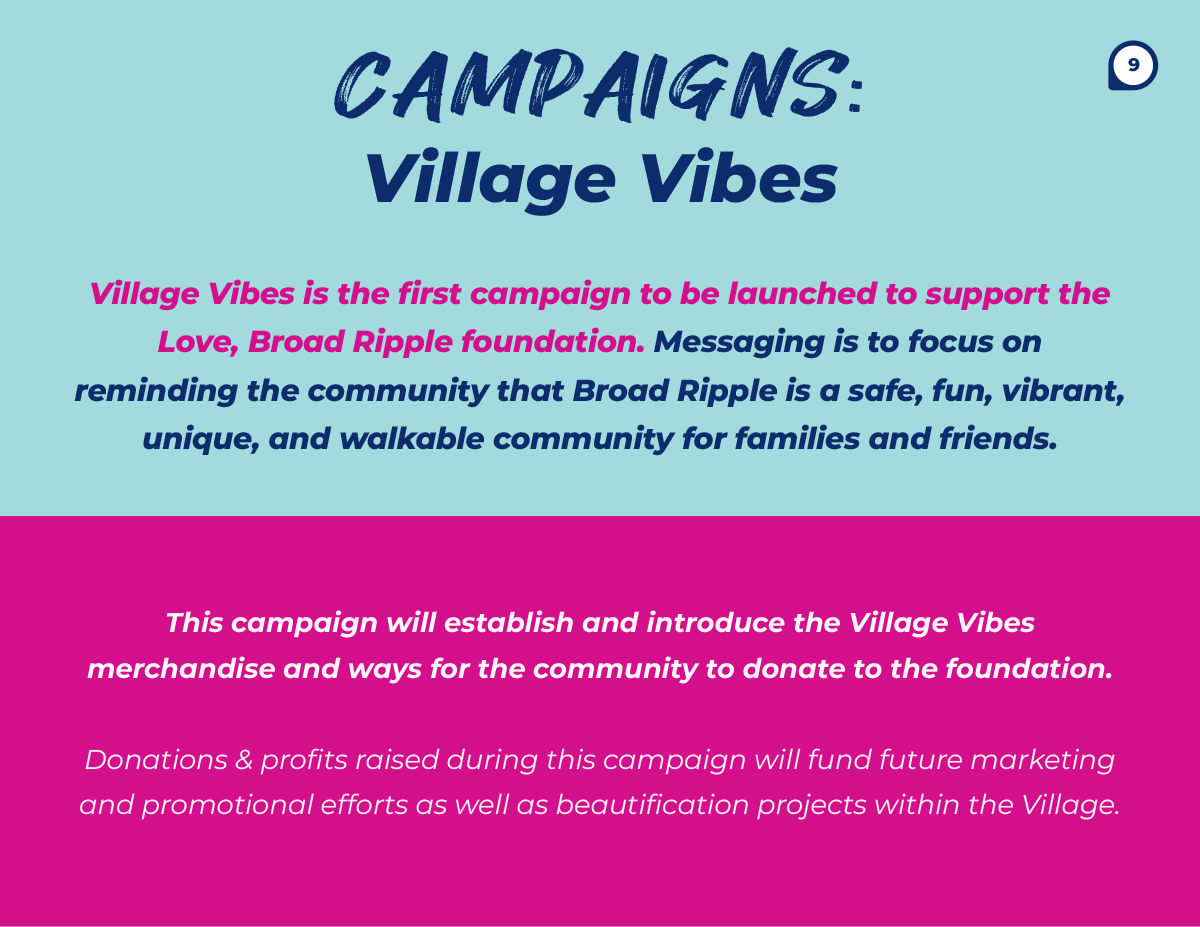 CAMPAIGNS:
9
Village Vibes
Village Vibes is the first campaign to be launched to support the
Love, Broad Ripple foundation. Messaging is to focus on
reminding the community that Broad Ripple is a safe, fun, vibrant,
unique, and walkable community for families and friends.
This campaign will establish and introduce the Village Vibes
merchandise and ways for the community to donate to the foundation.
Donations & profits raised during this campaign will fund future marketing
and promotional efforts as well as beautification projects within the Village.